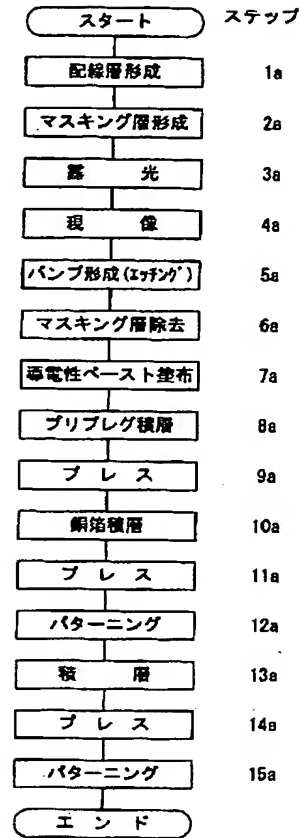 スタート ステップ
配線層形成 1a
マスキング層形成 2a
露 光 3a
現 像 4a
バンプ形成(エッチング) 5a
マスキング層除去 6a
導電性ペースト塗布 7a
プリプレグ積層 8a
プ レ ス 9a
銅箔積層 10a
プ レ ス 11a
パターニング 12a
積 層 13a
プ レ ス 14a
パターニング 15a
エ ン ド